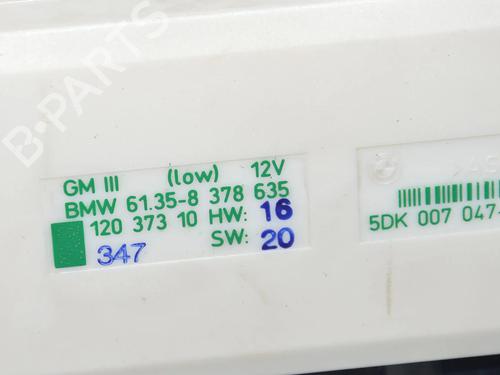 B-PARTS
GM III (low) 12V
BMW 61.35-8 378 635
120 373 10 HW: 16
347 SW: 20
5DK 007 047-